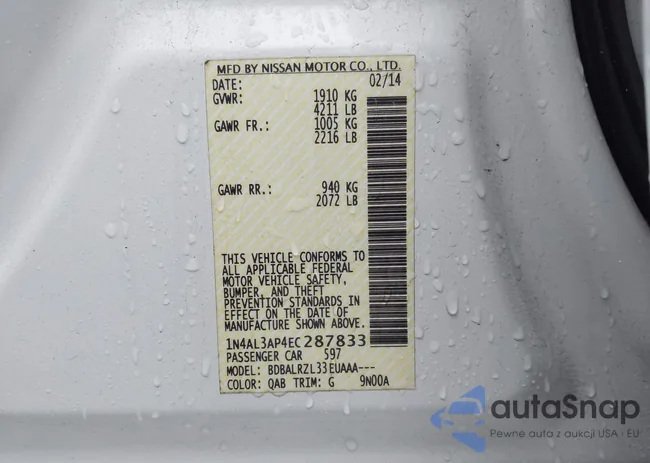 MFD BY NISSAN MOTOR CO., LTD.
DATE: 02/14
GVWR: 1910 KG
4211 LB
GAWR FR.: 1005 KG
2216 LB
GAWR RR.: 940 KG
2072 LB
THIS VEHICLE CONFORMS TO
ALL APPLICABLE FEDERAL
MOTOR VEHICLE SAFETY,
BUMPER, AND THEFT
PREVENTION STANDARDS IN
EFFECT ON THE DATE OF
MANUFACTURE SHOWN ABOVE.
1N4AL3AP4EC287833
PASSENGER CAR 597
MODEL: BDBALRZL33EUAAA---
COLOR: QAB TRIM: G 9N00A
autaSnap
Pewne auta z aukcji USA i EU